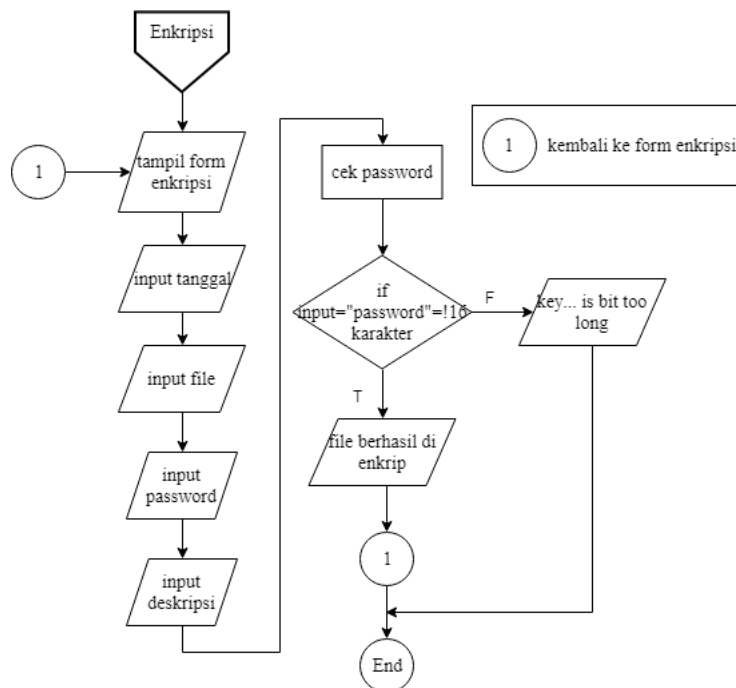 Enkripsi
1
tampil form
enkripsi
input tanggal
input file
input
password
input
deskripsi
cek password
if
input="password"=!16
karakter
F
key... is bit too
long
T
file berhasil di
enkrip
1
End
1
kembali ke form enkripsi